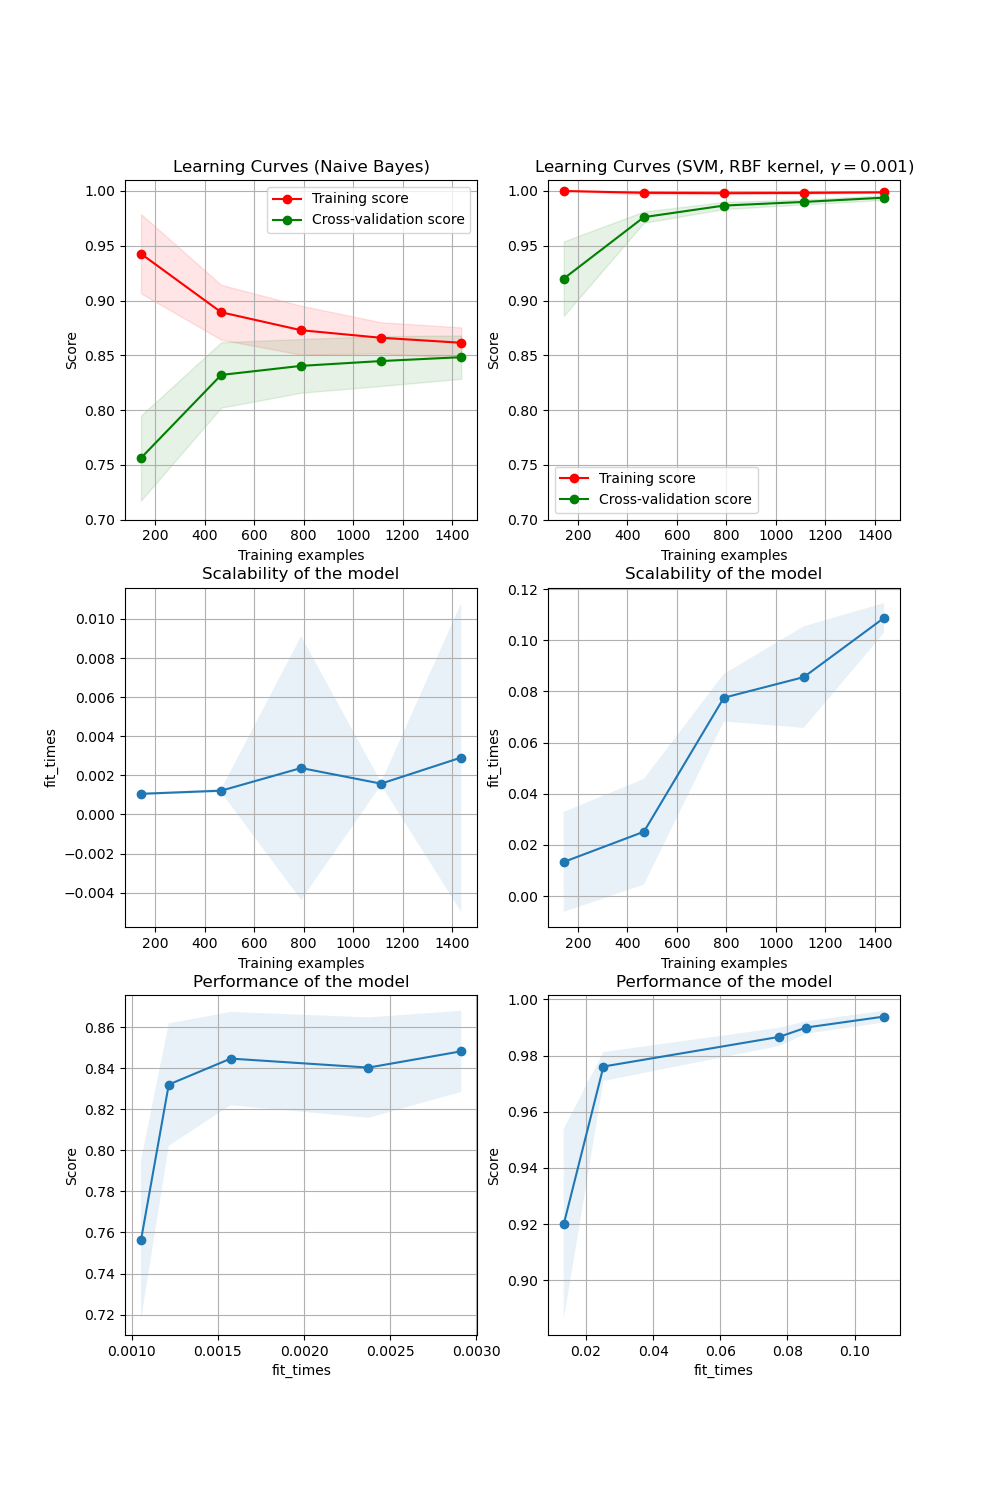 Learning Curves (Naive Bayes)
Training score
Cross-validation score
Score
1.00
0.95
0.90
0.85
0.80
0.75
0.70
200 400 600 800 1000 1200 1400
Training examples
Learning Curves (SVM, RBF kernel, γ = 0.001)
Training score
Cross-validation score
Score
1.00
0.95
0.90
0.85
0.80
0.75
0.70
200 400 600 800 1000 1200 1400
Training examples
Scalability of the model
fit_times
0.010
0.008
0.006
0.004
0.002
0.000
−0.002
−0.004
200 400 600 800 1000 1200 1400
Training examples
Scalability of the model
fit_times
0.12
0.10
0.08
0.06
0.04
0.02
0.00
200 400 600 800 1000 1200 1400
Training examples
Performance of the model
Score
0.86
0.84
0.82
0.80
0.78
0.76
0.74
0.72
0.0010 0.0015 0.0020 0.0025 0.0030
fit_times
Performance of the model
Score
1.00
0.98
0.96
0.94
0.92
0.90
0.02 0.04 0.06 0.08 0.10
fit_times